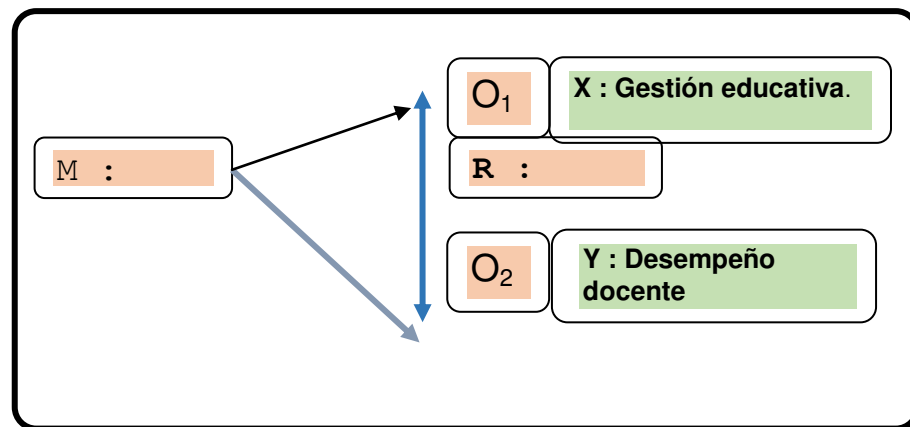 O₁
X : Gestión educativa.
M :
R :
O₂
Y : Desempeño
docente